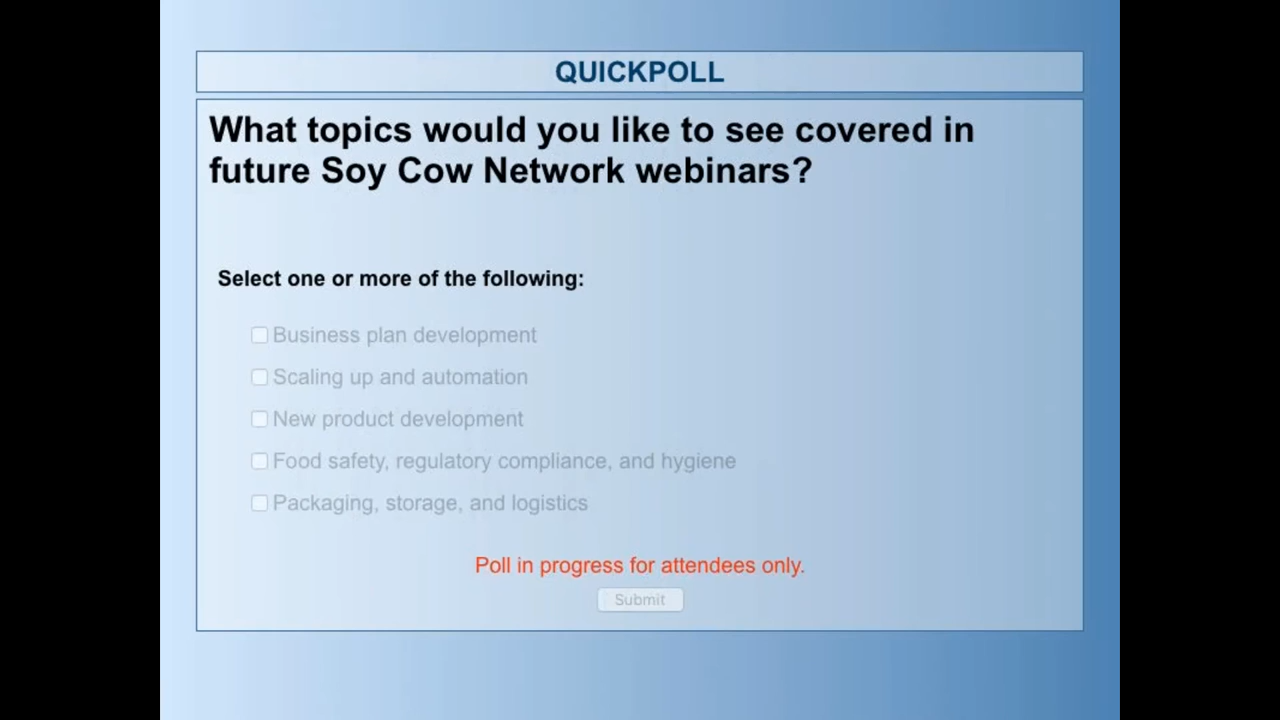 QUICKPOLL
What topics would you like to see covered in
future Soy Cow Network webinars?
Select one or more of the following:
Business plan development
Scaling up and automation
New product development
Food safety, regulatory compliance, and hygiene
Packaging, storage, and logistics
Poll in progress for attendees only.
Submit